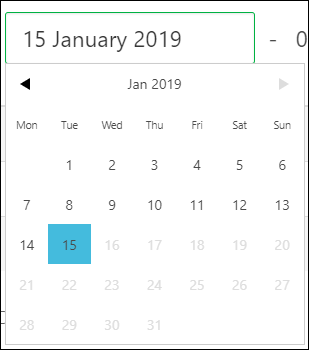 15 January 2019 - 0
Jan 2019
Mon Tue Wed Thu Fri Sat Sun
1 2 3 4 5 6
7 8 9 10 11 12 13
14 15 16 17 18 19 20
21 22 23 24 25 26 27
28 29 30 31